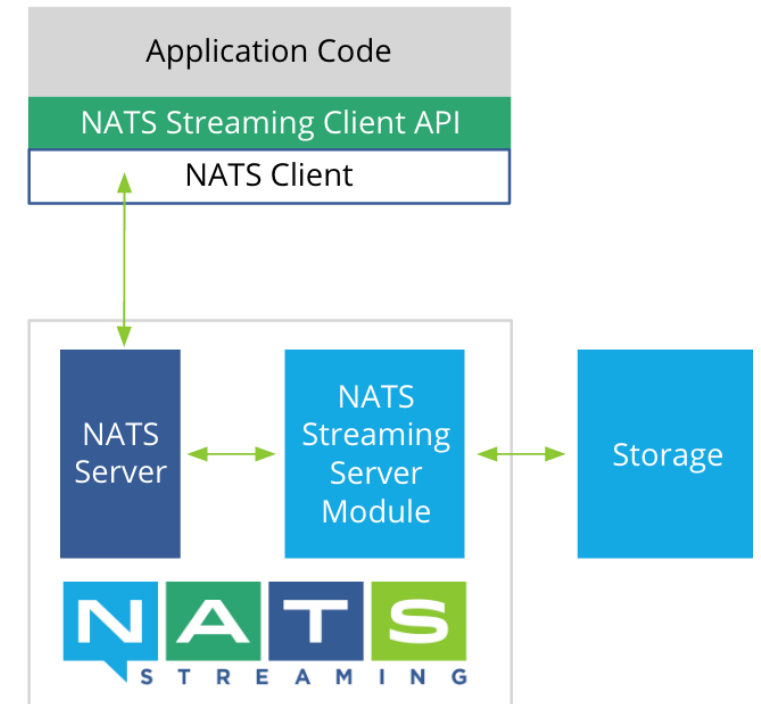 Application Code
NATS Streaming Client API
NATS Client
NATS
Server
NATS
Streaming
Server
Module
Storage
NATS
STREAMING